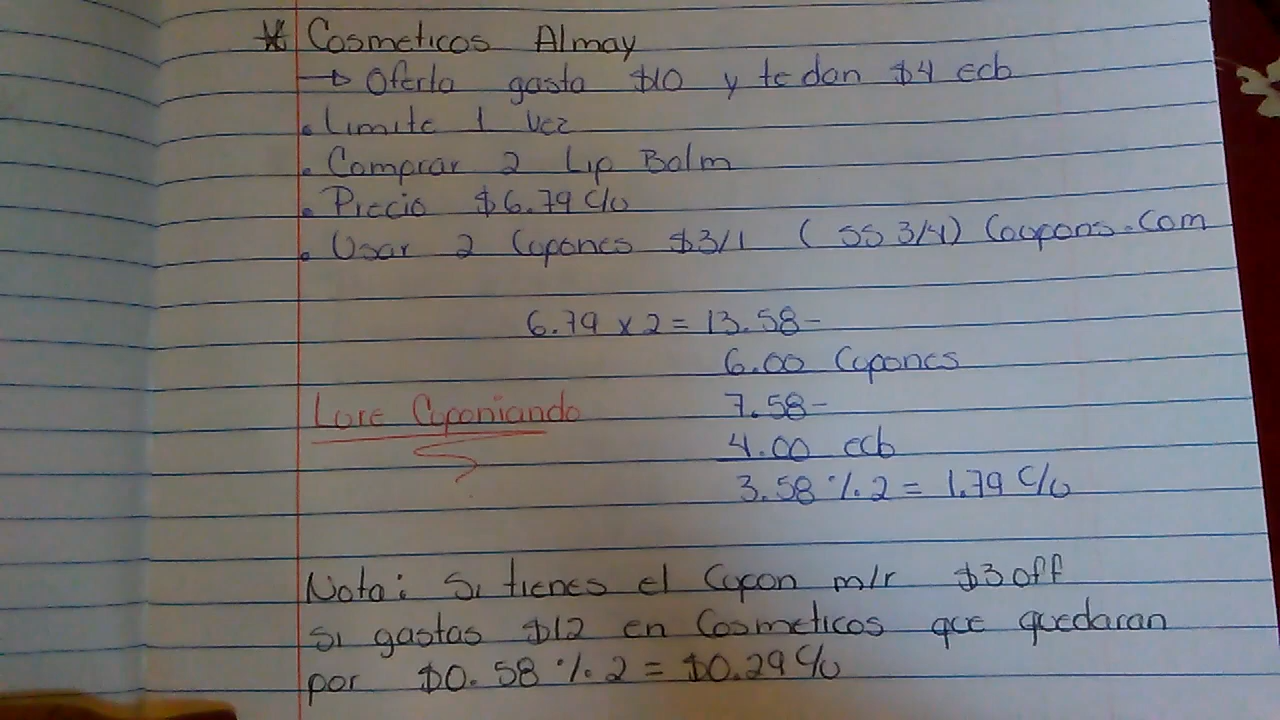 * Cosmeticos Almay
→ Oferta gasta $10 y te dan $4 ecb
• Limite 1 vez
• Comprar 2 Lip Balm
• Precio $6.79 c/u
• Usar 2 Cupones $3/1 (SS 3/4) Coupons.Com
6.79 x 2 = 13.58-
6.00 Cupones
Lore Cuponiando
7.58-
4.00 ecb
3.58 % 2 = 1.79 c/u
Nota: Si tienes el Cupon m/r $3 off
si gastas $12 en Cosmeticos que quedaran
por $0.58 % 2 = $0.29 c/u